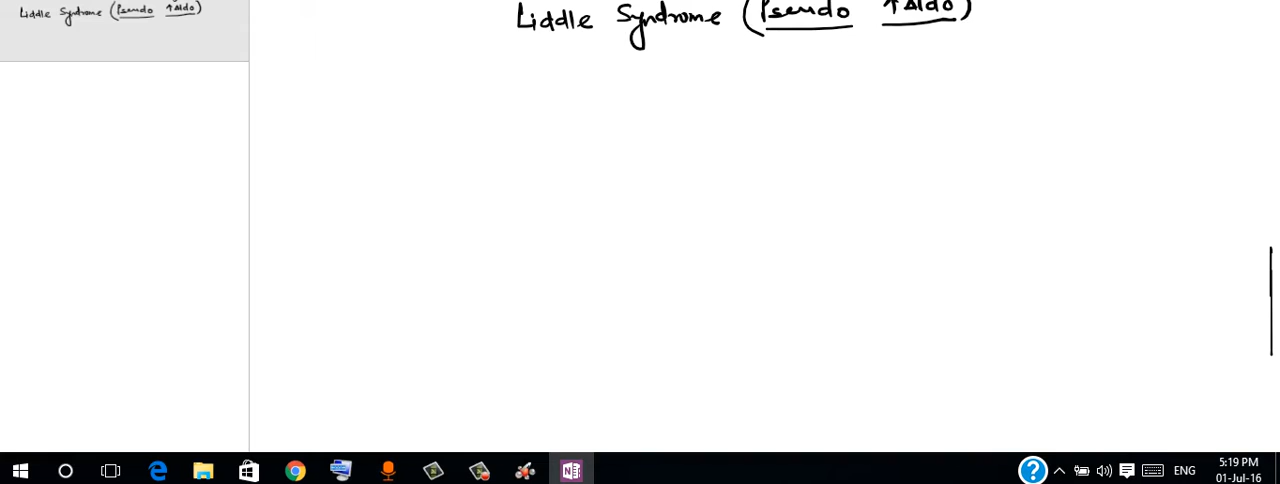 Liddle Syndrome (Pseudo ↑Aldo)
Liddle Syndrome (Pseudo ↑Aldo)
ENG
5:19 PM
01-Jul-16